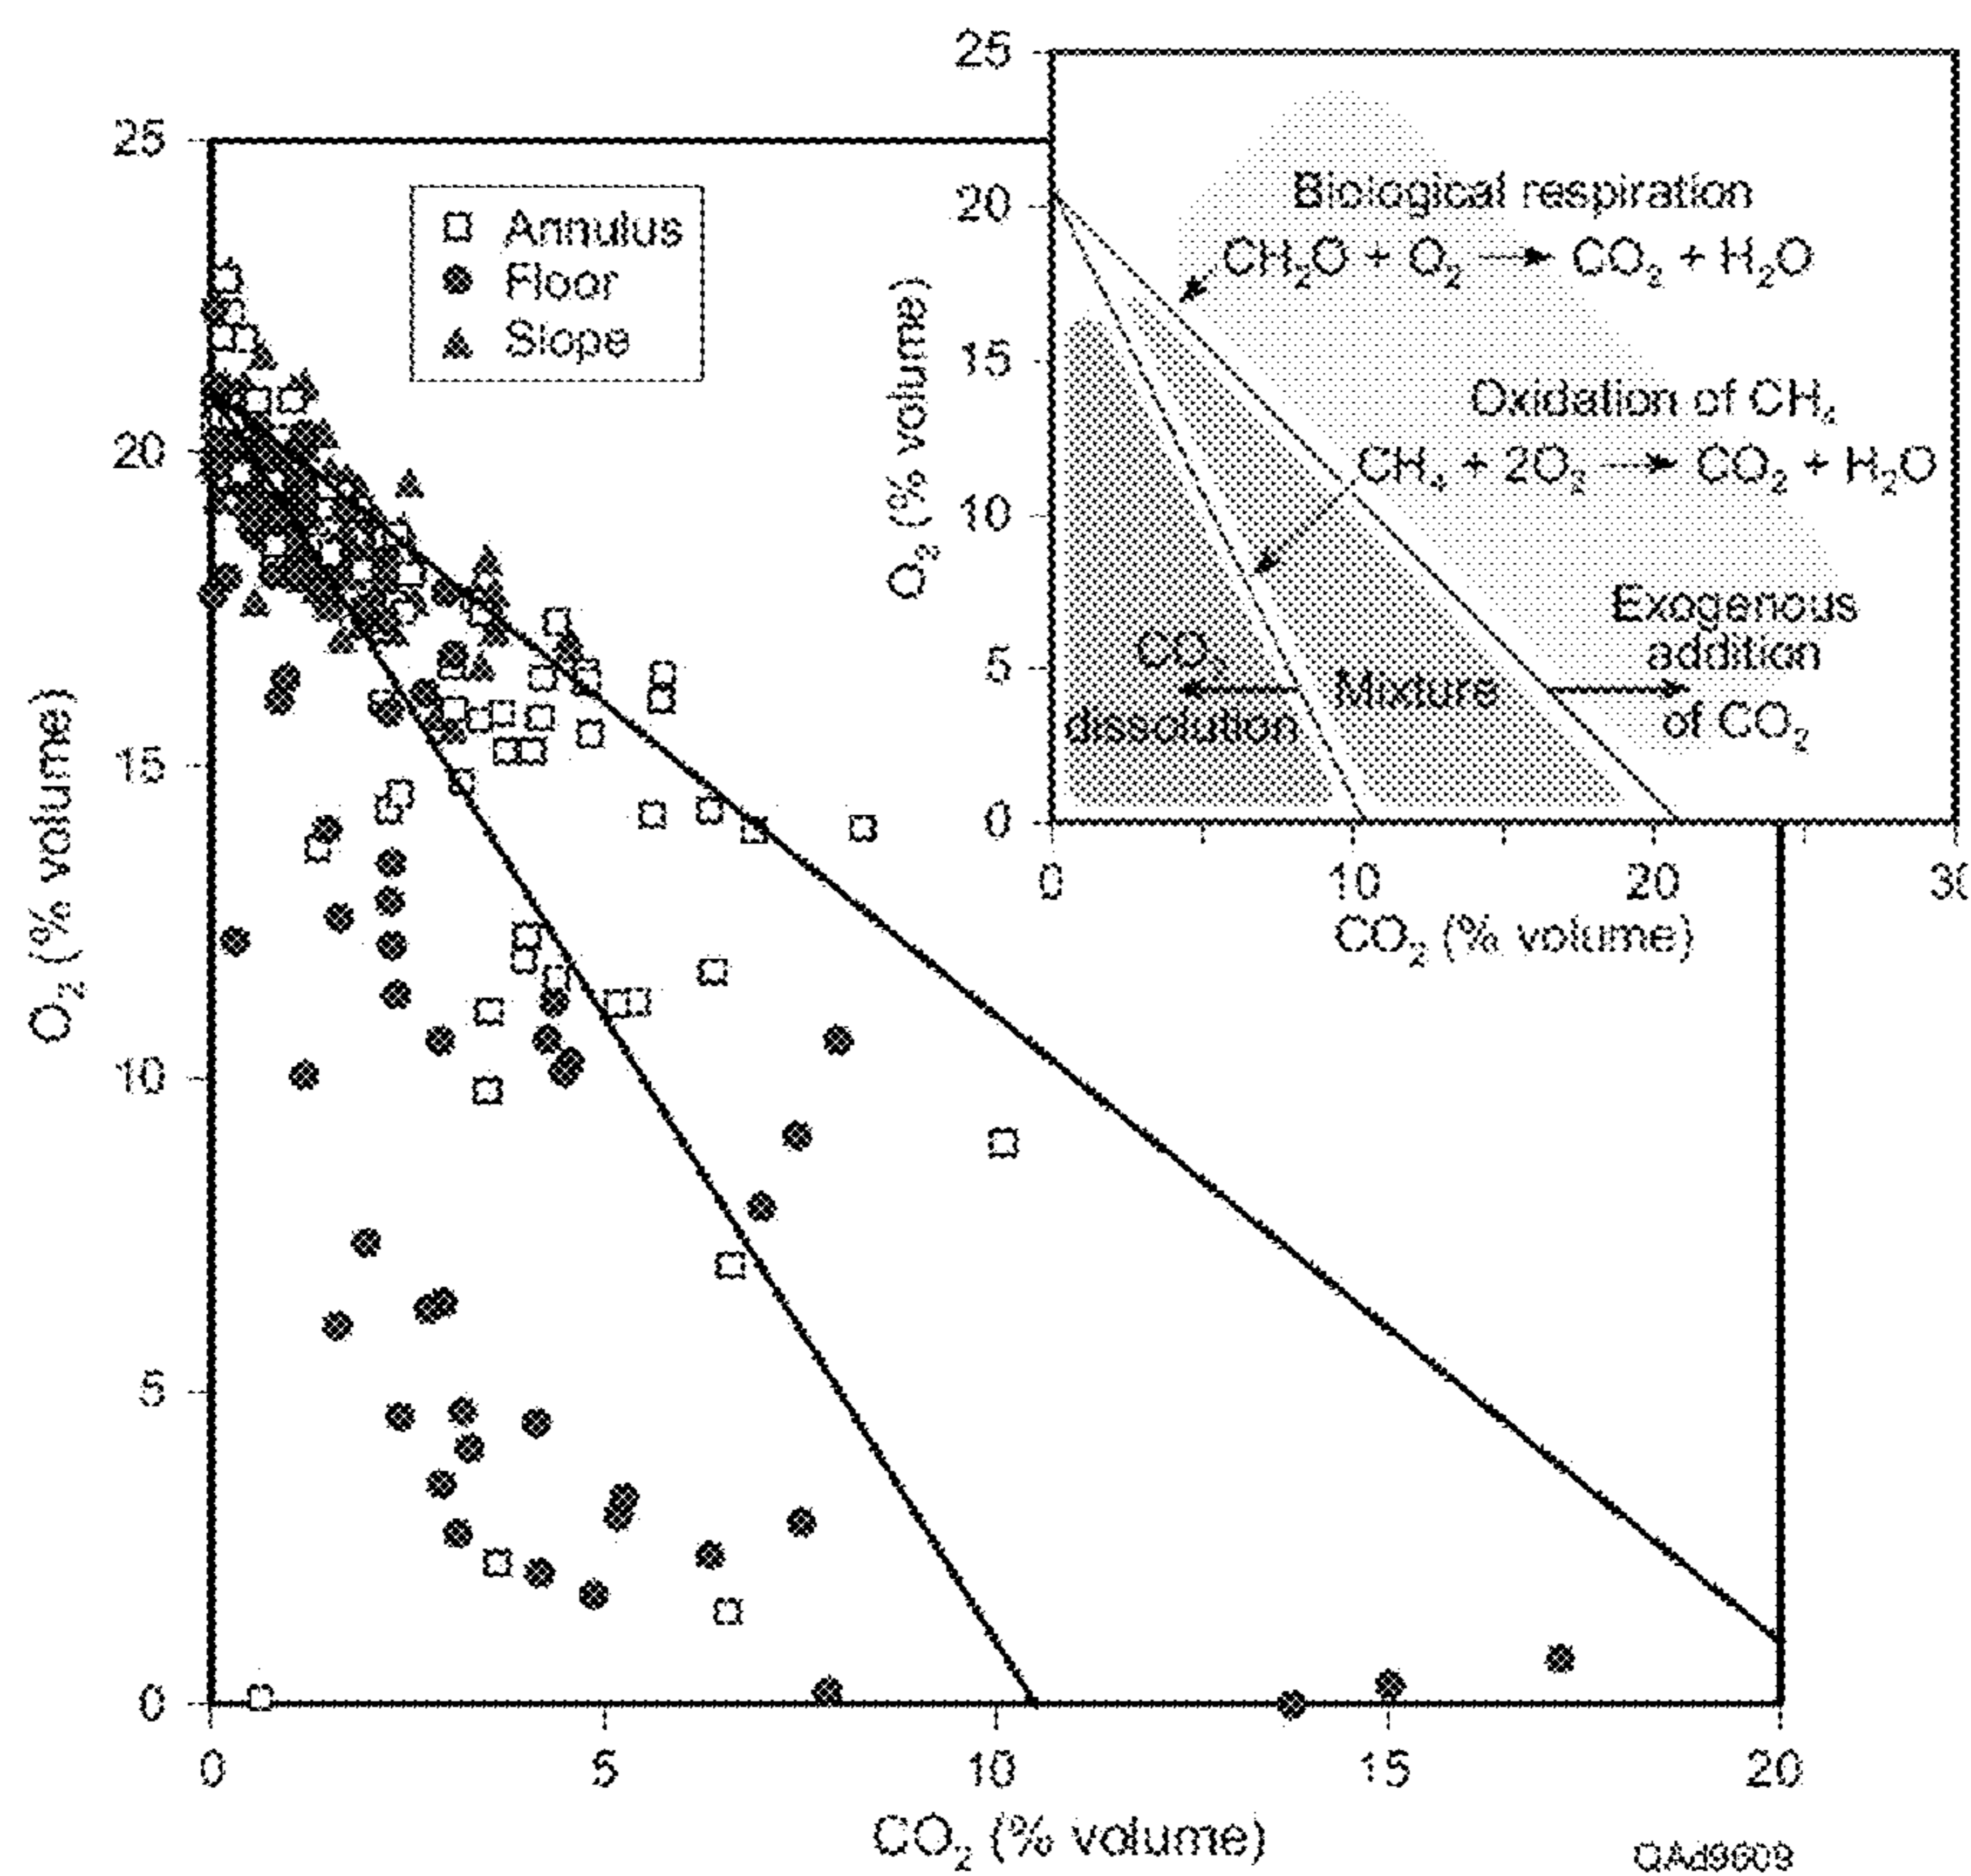 25
20
15
10
5
0
O₂ (% volume)
Annulus
Floor
Slope
0
5
10
15
20
CO₂ (% volume)
25
20
15
10
5
0
O₂ (% volume)
Biological respiration
CH₂O + O₂ → CO₂ + H₂O
Oxidation of CH₄
CH₄ + 2O₂ → CO₂ + H₂O
Exogenous
addition
of CO₂
CO₂
dissolution
Mixture
0
10
20
CO₂ (% volume)
QAd9609